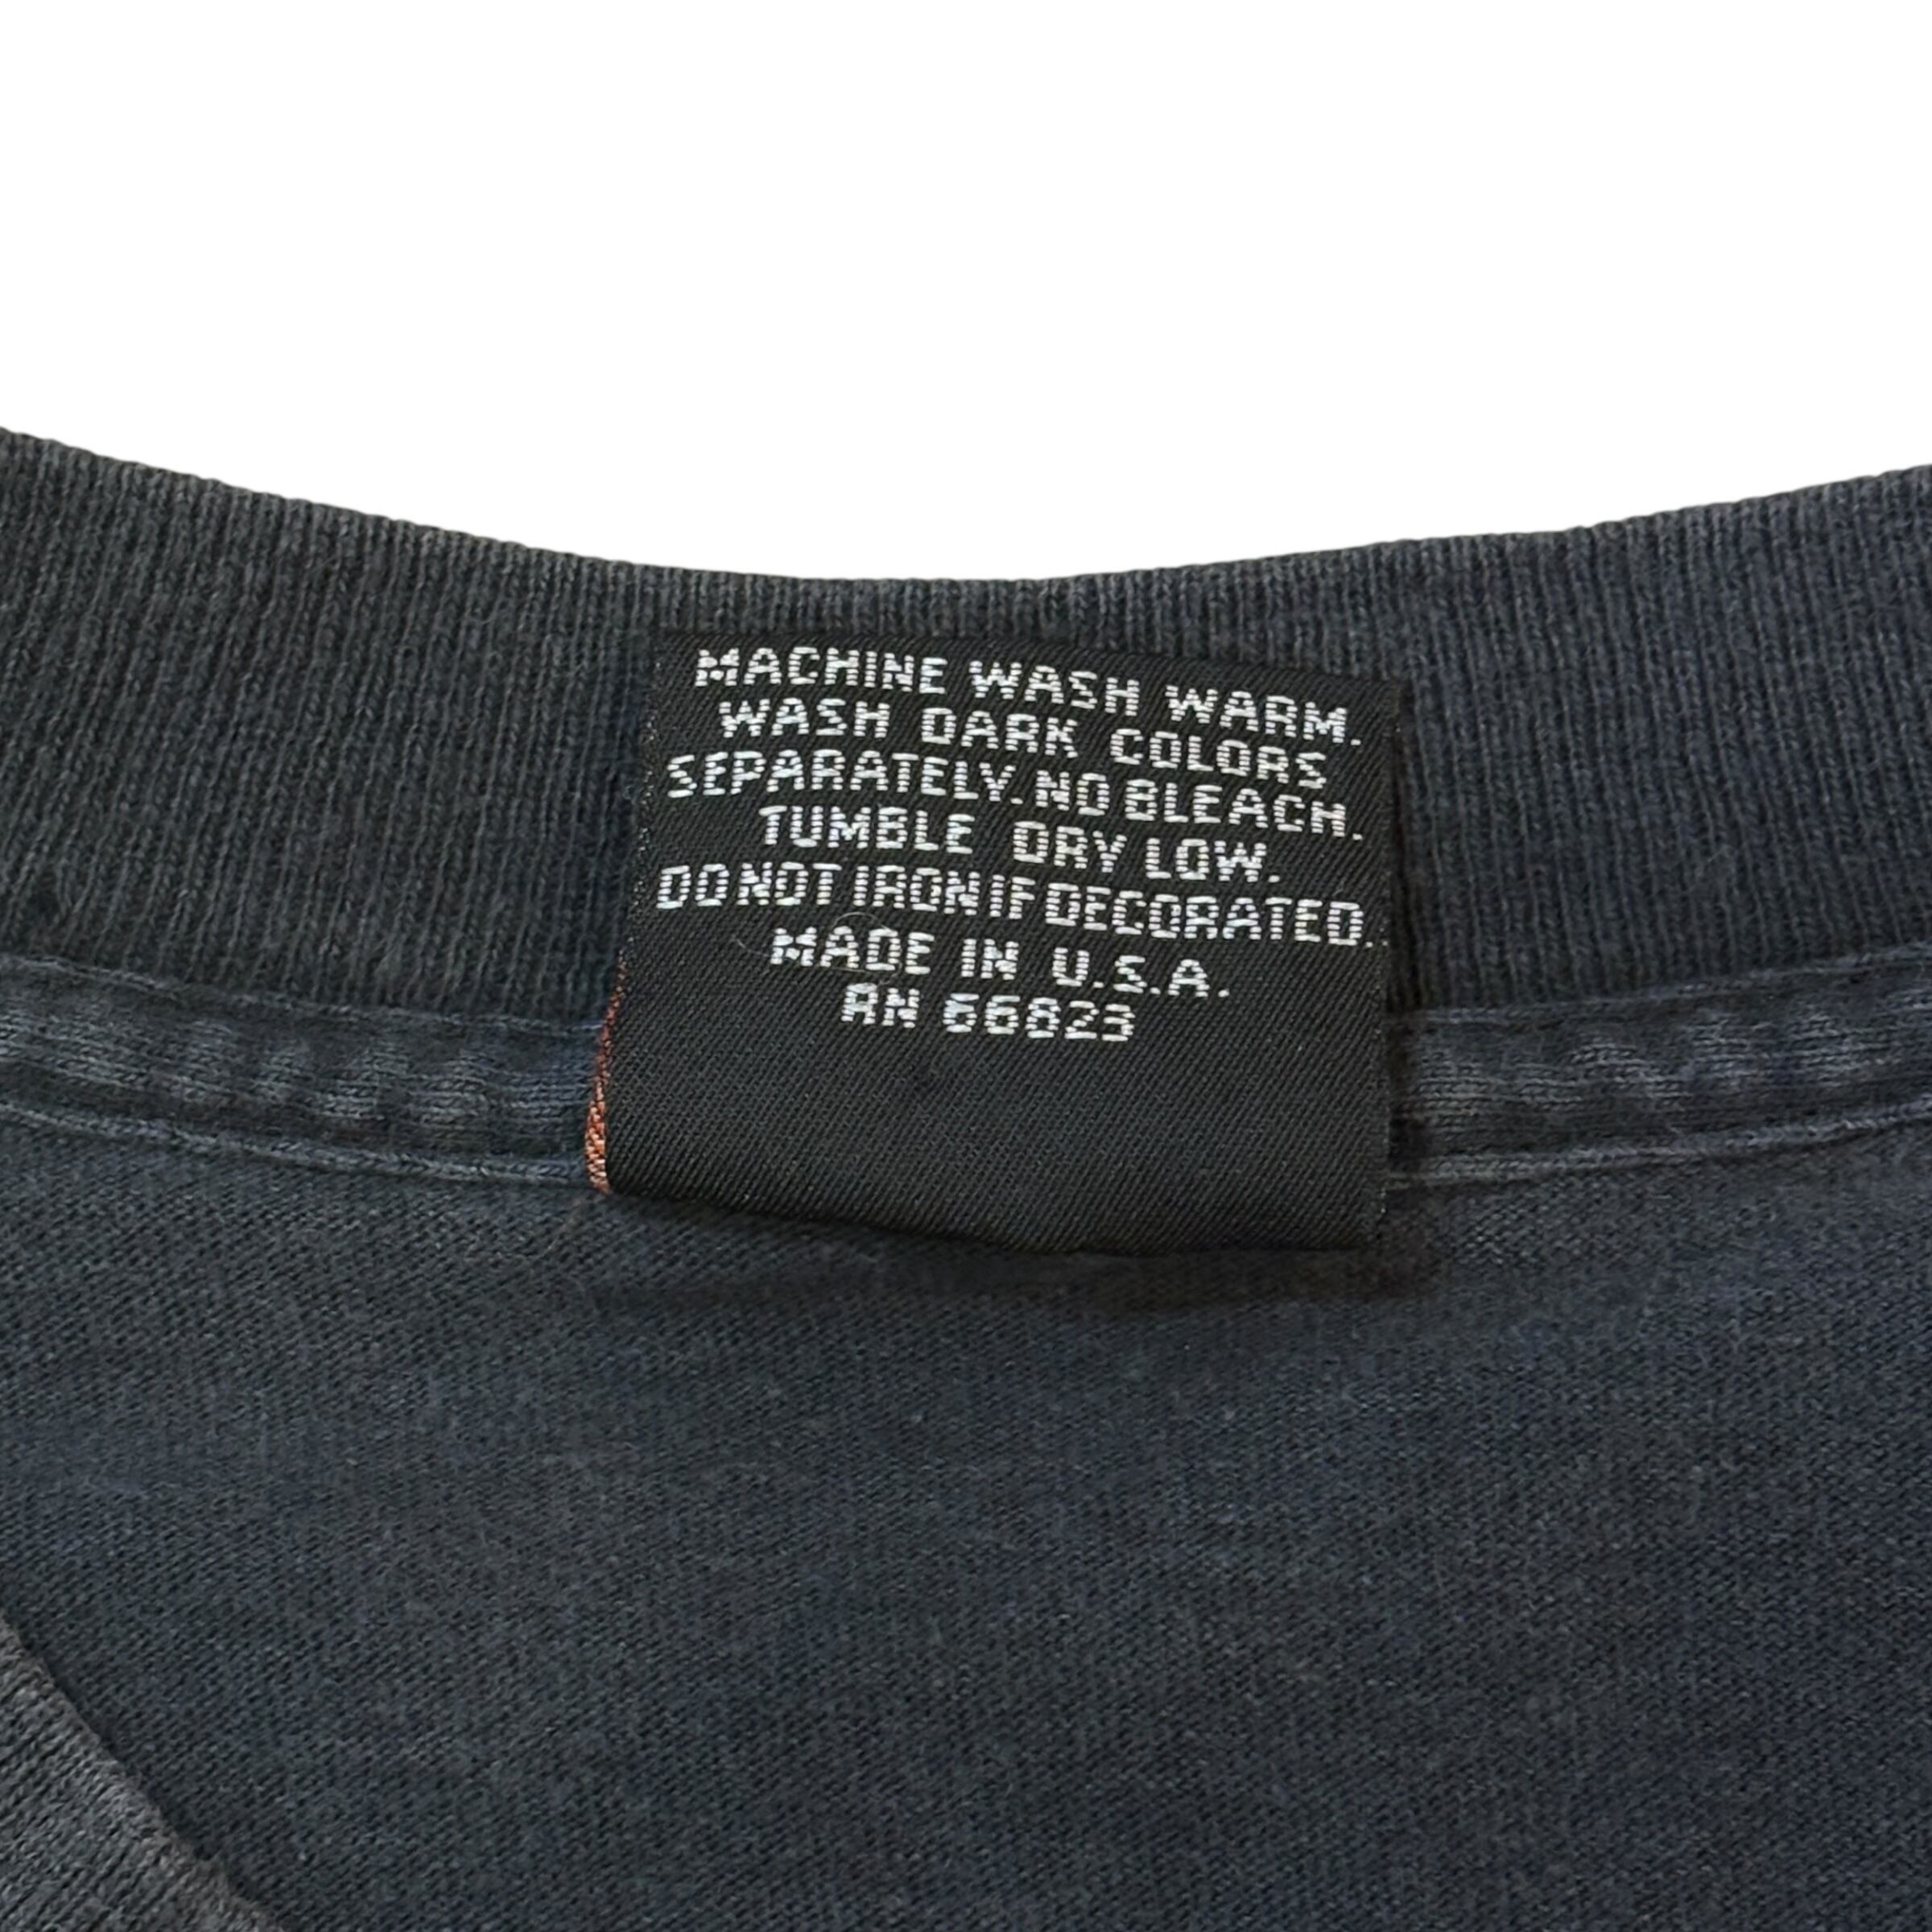 MACHINE WASH WARM.
WASH DARK COLORS
SEPARATELY. NO BLEACH.
TUMBLE DRY LOW.
DO NOT IRON IF DECORATED.
MADE IN U.S.A.
RN 66823